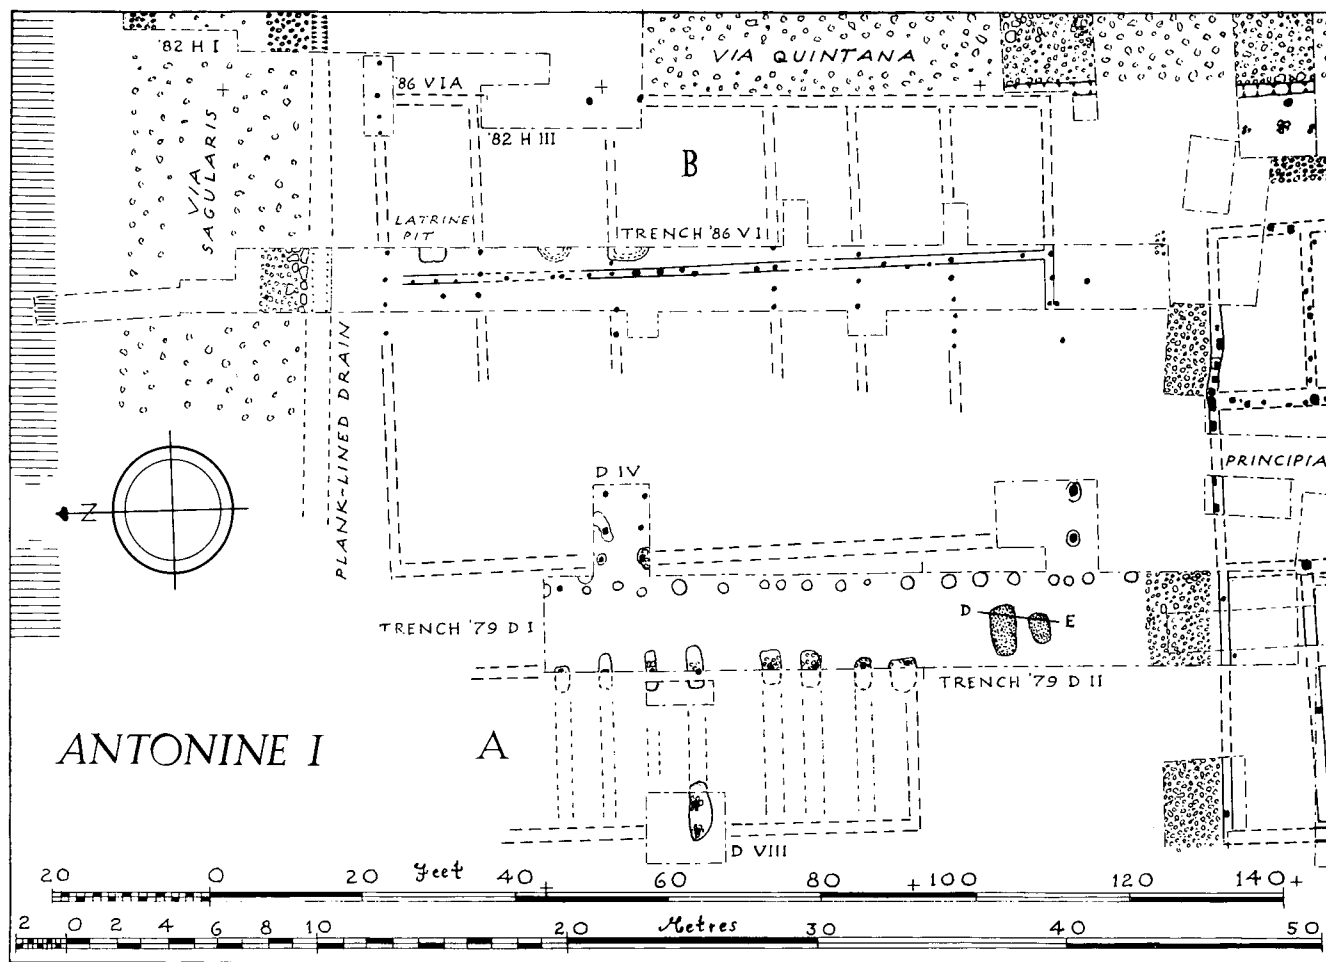 '82 H I
VIA QUINTANA
'86 VIA
'82 H III
VIA
SAGULARIS
B
LATRINE
PIT
TRENCH '86 VI
PLANK-LINED DRAIN
D IV
PRINCIPIA
Z
D
E
TRENCH '79 D I
TRENCH '79 D II
ANTONINE I
A
D VIII
20 0 Feet 20 40 60 80 100 120 140
2 0 2 4 6 8 10 20 Metres 30 40 50